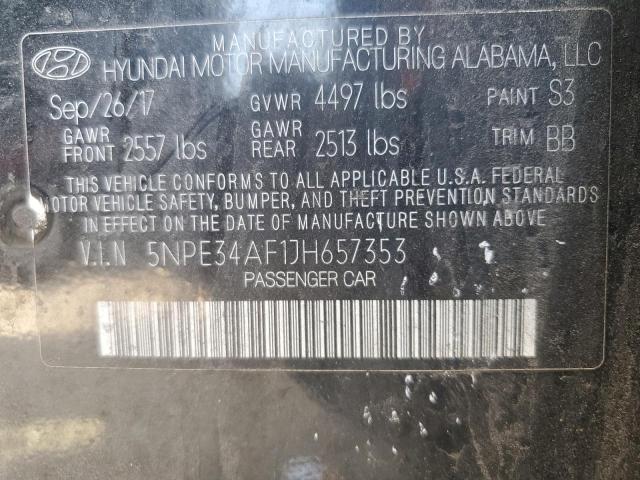 MANUFACTURED BY
HYUNDAI MOTOR MANUFACTURING ALABAMA, LLC
Sep/26/17 GVWR 4497 lbs PAINT S3
GAWR FRONT 2557 lbs GAWR REAR 2513 lbs TRIM BB
THIS VEHICLE CONFORMS TO ALL APPLICABLE U.S.A. FEDERAL
MOTOR VEHICLE SAFETY, BUMPER, AND THEFT PREVENTION STANDARDS
IN EFFECT ON THE DATE OF MANUFACTURE SHOWN ABOVE
V.I.N 5NPE34AF1JH657353
PASSENGER CAR